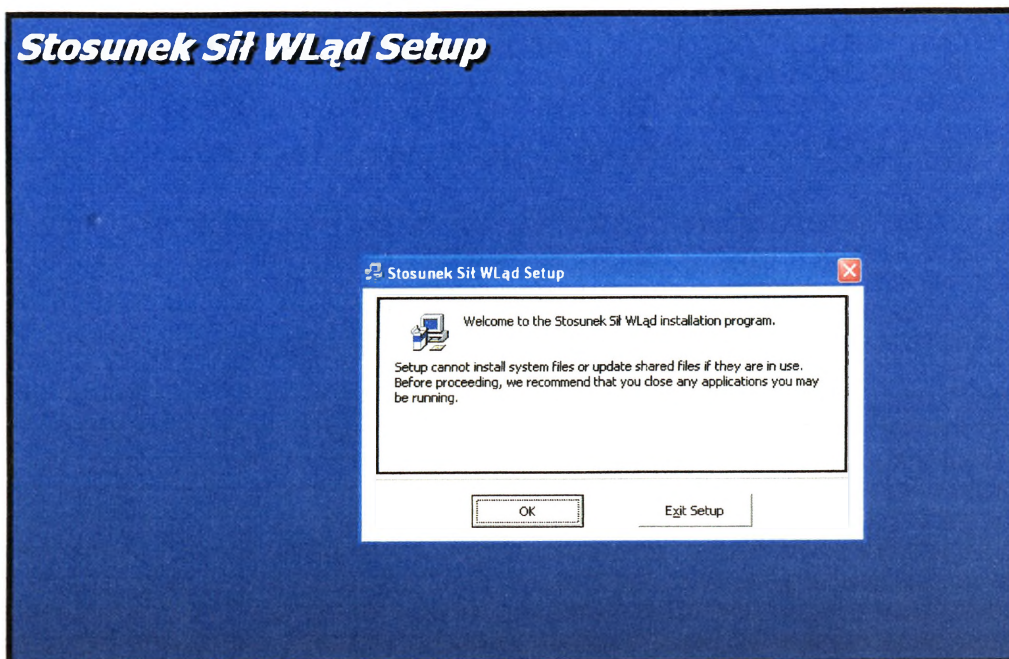 Stosunek Sił WLąd Setup
Stosunek Sił WLąd Setup
Welcome to the Stosunek Sił WLąd installation program.
Setup cannot install system files or update shared files if they are in use.
Before proceeding, we recommend that you close any applications you may
be running.
OK
Exit Setup